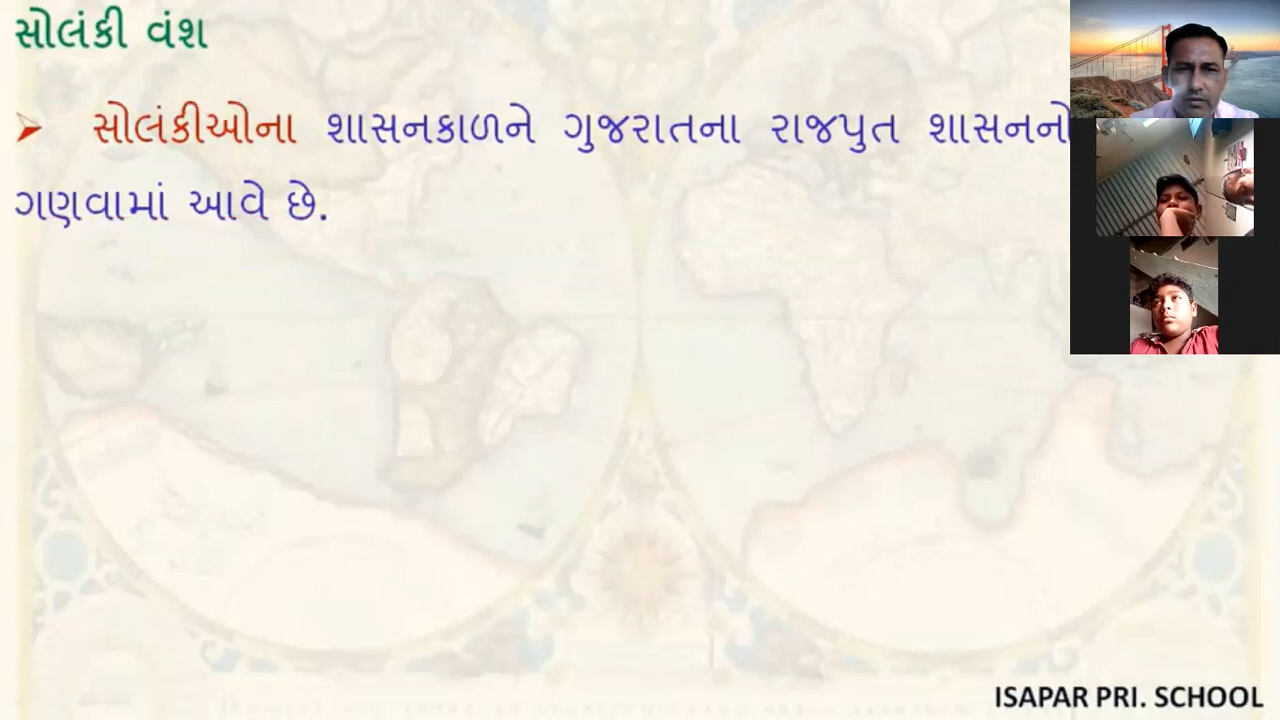 સોલંકી વંશ
સોલંકીઓના શાસનકાળને ગુજરાતના રાજપુત શાસનનો
ગણવામાં આવે છે.
ISAPAR PRI. SCHOOL